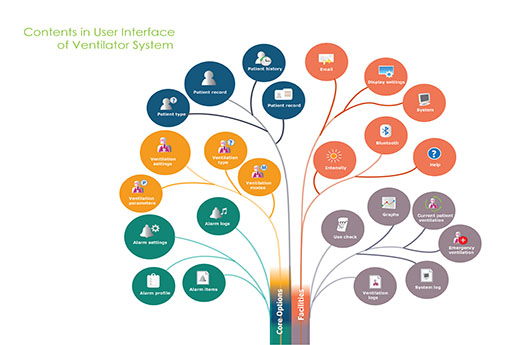 Contents in User Interface
of Ventilator System
Patient record
Patient history
Patient record
Patient type
Ventilation
settings
Ventilation
type
Ventilation
modes
Ventilation
parameters
Alarm logs
Alarm settings
Alarm profile
Alarm items
Core Options
Facilities
Email
Display settings
System
Bluetooth
Help
Intensity
Graphs
Current patient
ventilation
Use check
Emergency
ventilation
Ventilation
logs
System log